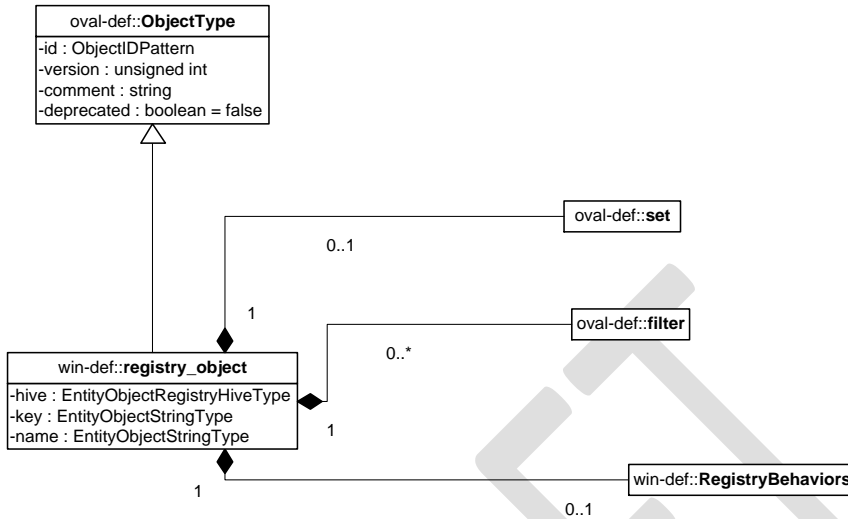 oval-def::ObjectType
-id : ObjectIDPattern
-version : unsigned int
-comment : string
-deprecated : boolean = false
oval-def::set
0..1
1
oval-def::filter
0..*
win-def::registry_object
-hive : EntityObjectRegistryHiveType
-key : EntityObjectStringType
-name : EntityObjectStringType
1
win-def::RegistryBehaviors
1
0..1